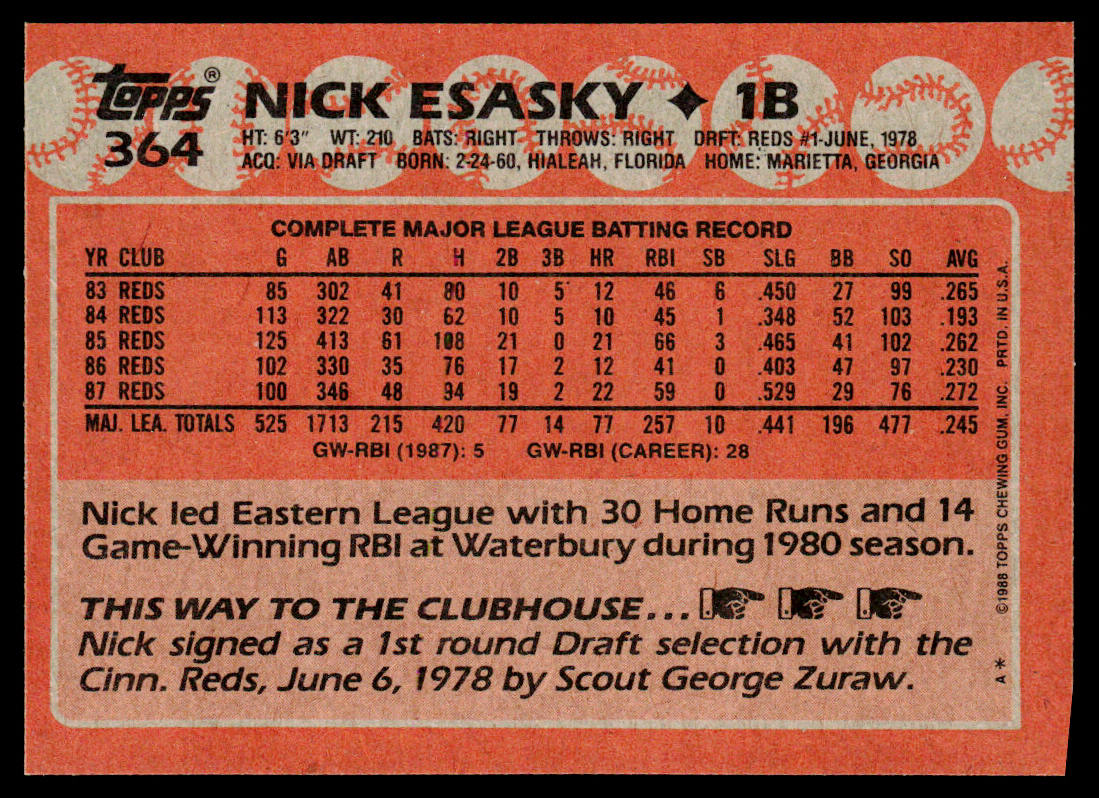 topps® NICK ESASKY ✦ 1B
364 HT: 6'3" WT: 210 BATS: RIGHT THROWS: RIGHT DRFT: REDS #1-JUNE, 1978
ACQ: VIA DRAFT BORN: 2-24-60, HIALEAH, FLORIDA HOME: MARIETTA, GEORGIA
COMPLETE MAJOR LEAGUE BATTING RECORD
YR CLUB G AB R H 2B 3B HR RBI SB SLG BB SO AVG
83 REDS 85 302 41 80 10 5 12 46 6 .450 27 99 .265
84 REDS 113 322 30 62 10 5 10 45 1 .348 52 103 .193
85 REDS 125 413 61 108 21 0 21 66 3 .465 41 102 .262
86 REDS 102 330 35 76 17 2 12 41 0 .403 47 97 .230
87 REDS 100 346 48 94 19 2 22 59 0 .529 29 76 .272
MAJ. LEA. TOTALS 525 1713 215 420 77 14 77 257 10 .441 196 477 .245
GW-RBI (1987): 5 GW-RBI (CAREER): 28
Nick led Eastern League with 30 Home Runs and 14
Game-Winning RBI at Waterbury during 1980 season.
THIS WAY TO THE CLUBHOUSE...
Nick signed as a 1st round Draft selection with the
Cinn. Reds, June 6, 1978 by Scout George Zuraw.
A* ©1988 TOPPS CHEWING GUM, INC. PRTD. IN U.S.A.